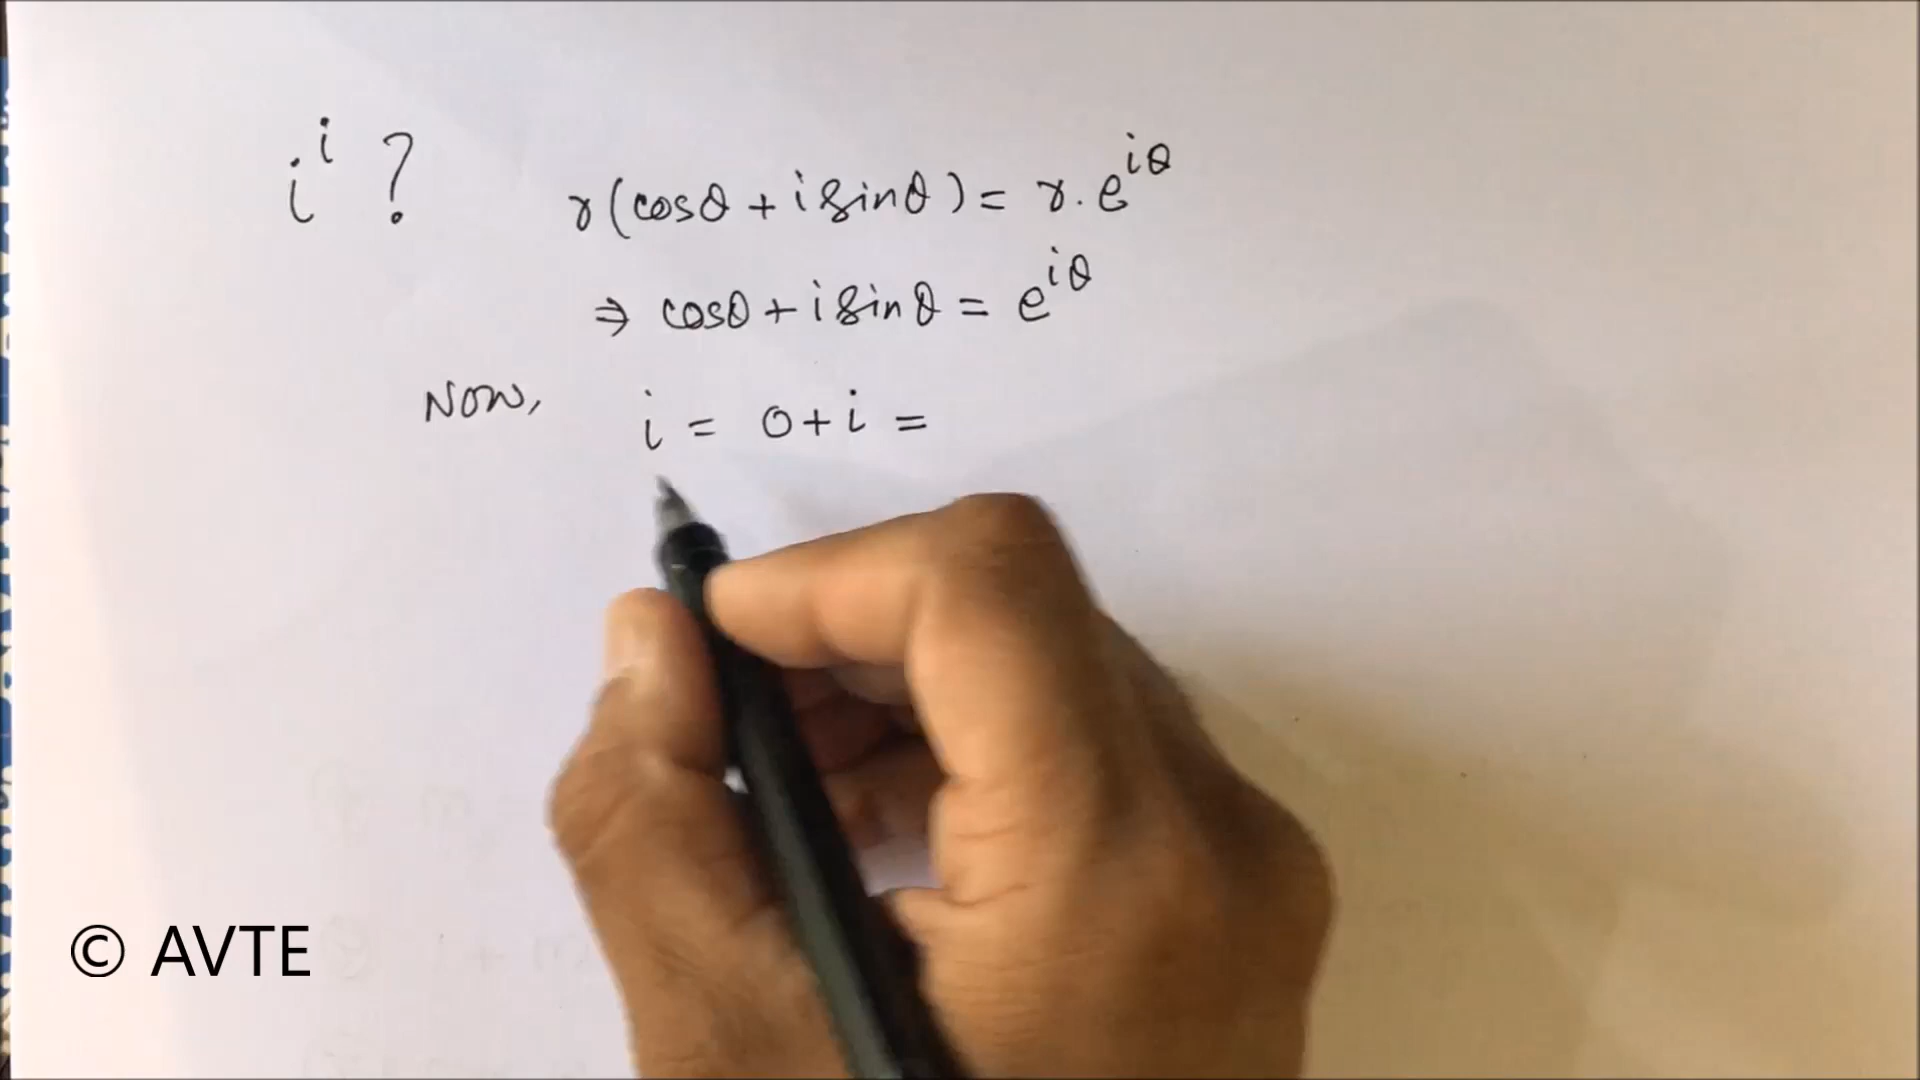 i^i ?
r(cosθ + i sinθ) = r.e^iθ
⇒ cosθ + i sinθ = e^iθ
Now, i = 0+i =
© AVTE